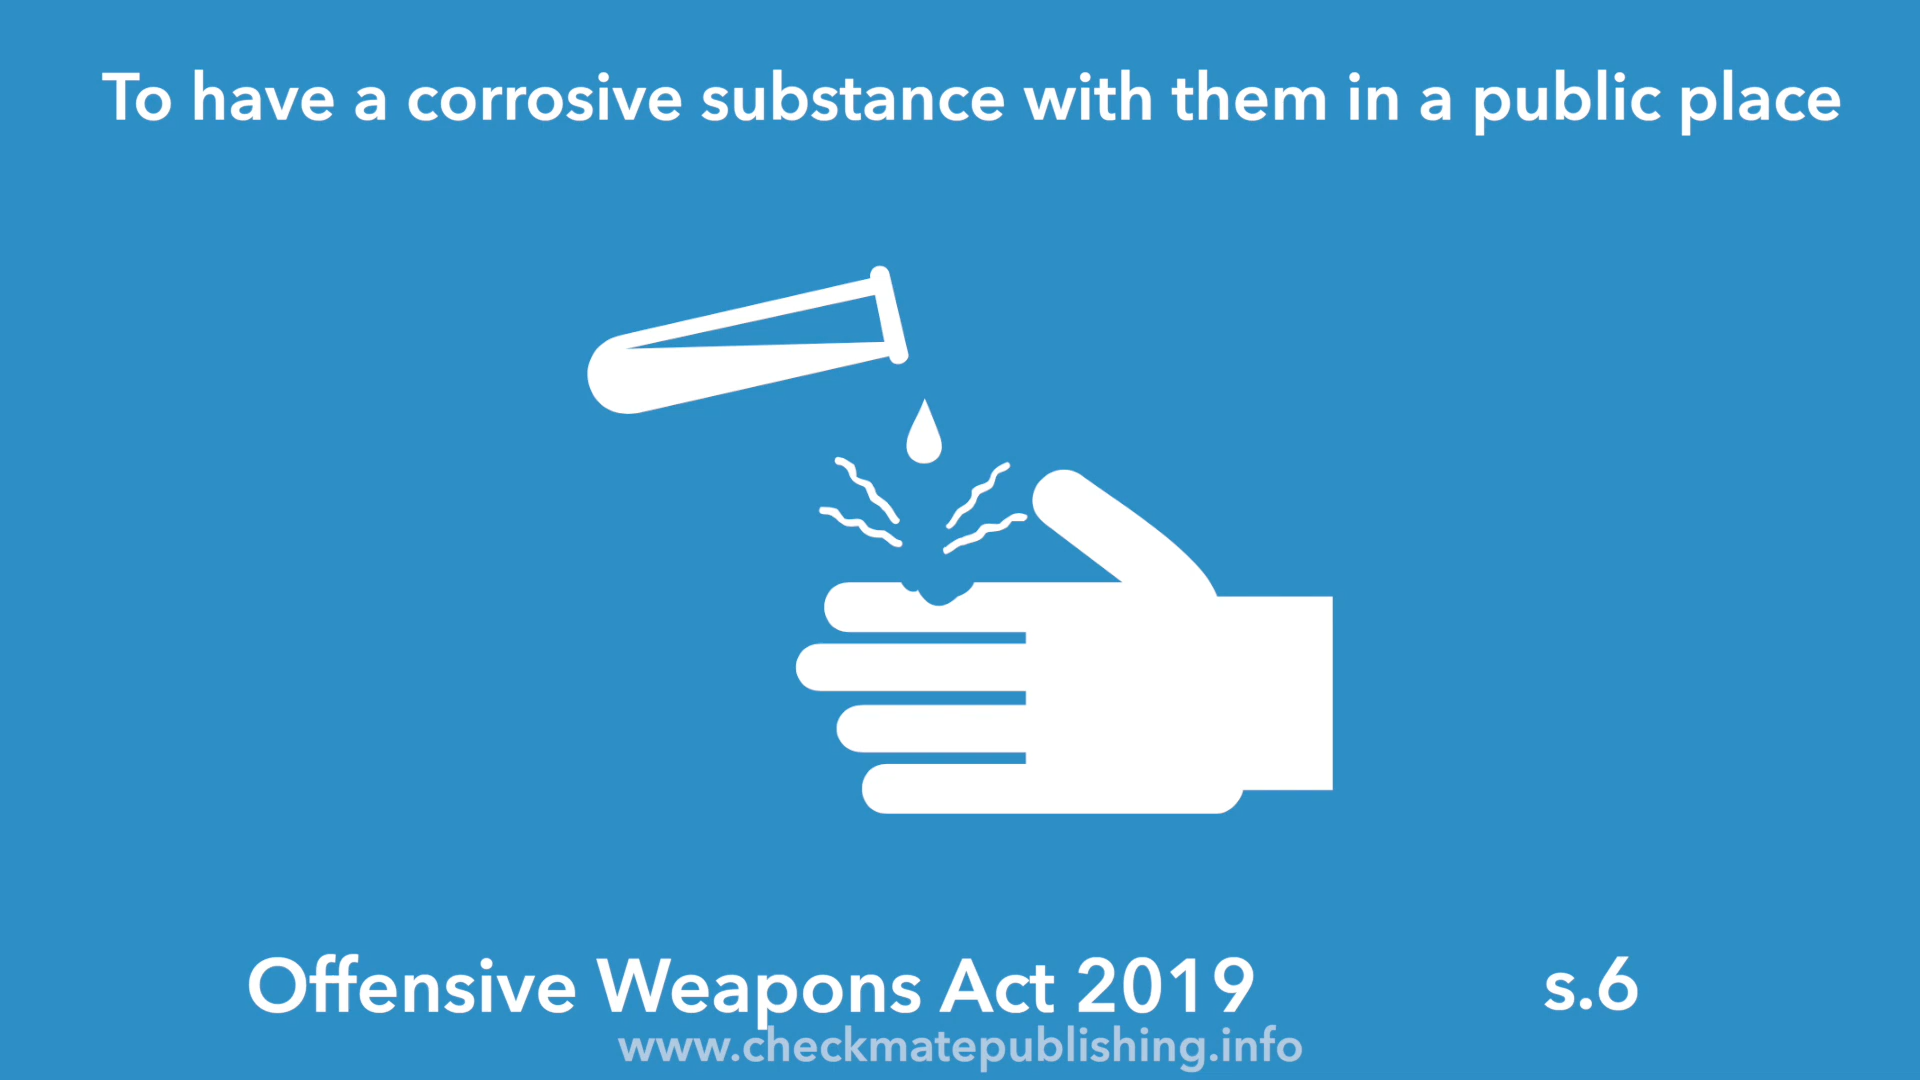 To have a corrosive substance with them in a public place
Offensive Weapons Act 2019 s.6
www.checkmatepublishing.info